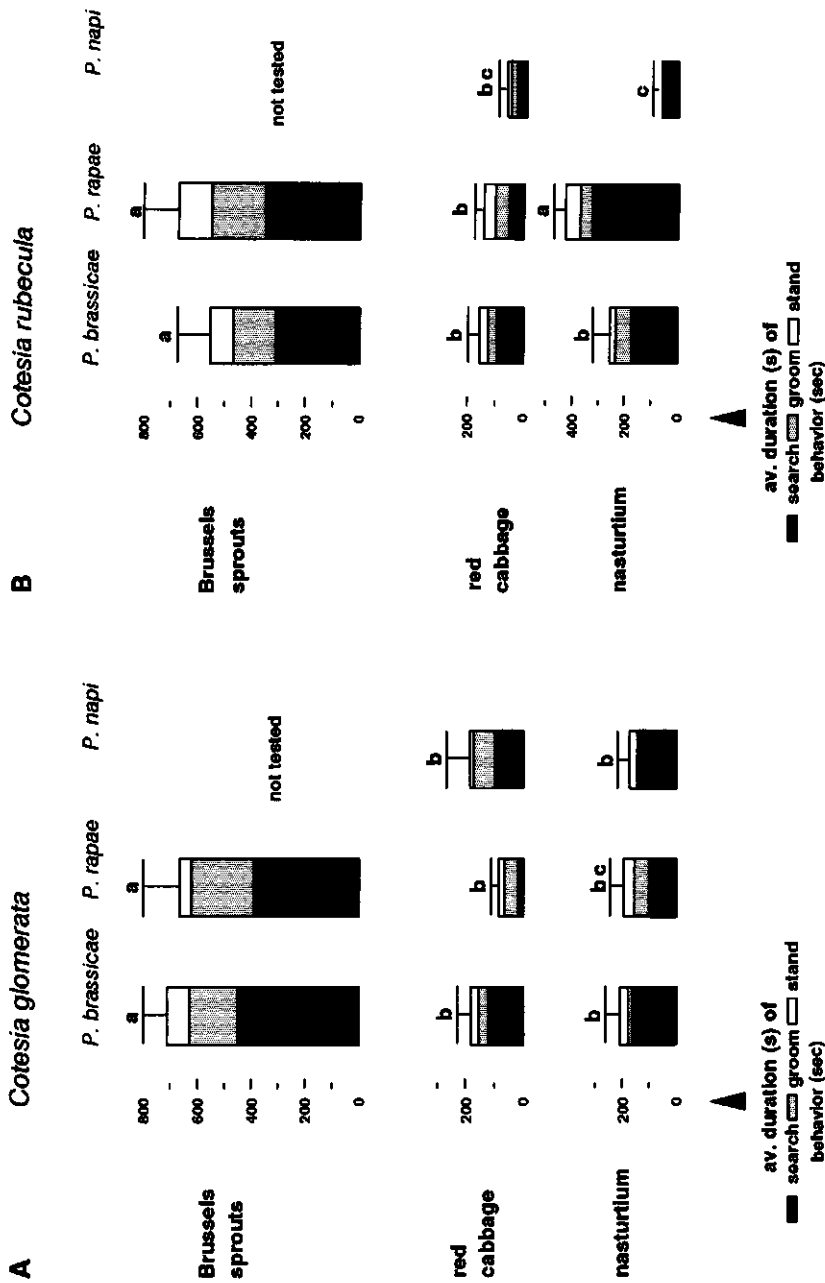 A
Cotesia glomerata
P. brassicae
P. rapae
P. napi
Brussels
sprouts
800
600
400
200
0
a
a
not tested
red
cabbage
b
b
b
nasturtium
200
0
b
b c
b
av. duration (s) of
search groom stand
behavior (sec)
B
Cotesia rubecula
P. brassicae
P. rapae
P. napi
Brussels
sprouts
800
600
400
200
0
a
a
not tested
red
cabbage
200
0
b
b
b c
nasturtium
400
200
0
b
a
c
av. duration (s) of
search groom stand
behavior (sec)